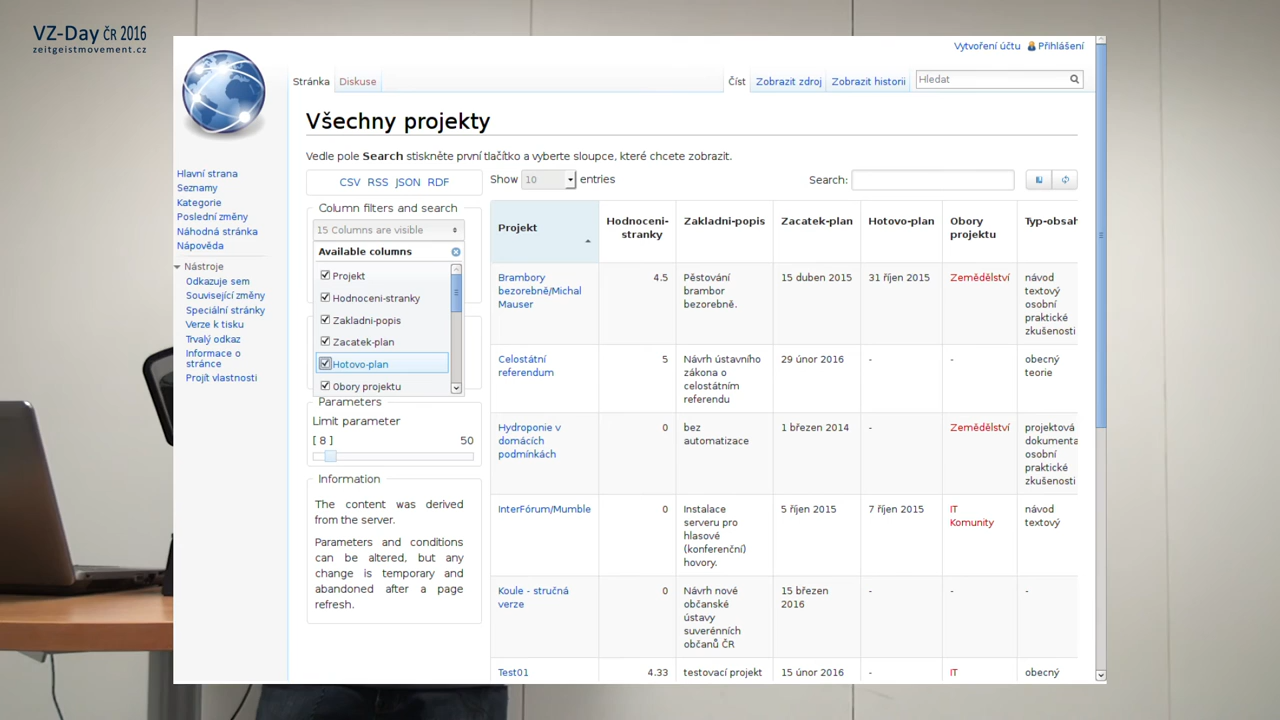 VZ-Day ČR 2016
zeitgeistmovement.cz
Vytvoření účtu Přihlášení
Stránka Diskuse Číst Zobrazit zdroj Zobrazit historii Hledat
Všechny projekty
Vedle pole Search stiskněte první tlačítko a vyberte sloupce, které chcete zobrazit.
Hlavní strana
Seznamy
Kategorie
Poslední změny
Náhodná stránka
Nápověda
Nástroje
Odkazuje sem
Související změny
Speciální stránky
Verze k tisku
Trvalý odkaz
Informace o
stránce
Projít vlastnosti
CSV RSS JSON RDF
Column filters and search
15 Columns are visible
Available columns
Projekt
Hodnoceni-stranky
Zakladni-popis
Zacatek-plan
Hotovo-plan
Obory projektu
Parameters
Limit parameter
[ 8 ] 50
Information
The content was derived
from the server.
Parameters and conditions
can be altered, but any
change is temporary and
abandoned after a page
refresh.
Show 10 entries Search:
Projekt Hodnoceni- Zakladni-popis Zacatek-plan Hotovo-plan Obory Typ-obsah
stranky projektu
Brambory 4.5 Pěstování 15 duben 2015 31 říjen 2015 Zemědělství návod
bezorebně/Michal brambor textový
Mauser bezorebně. osobní
praktické
zkušenosti
Celostátní 5 Návrh ústavního 29 únor 2016 - - obecný
referendum zákona o teorie
celostátním
referendu
Hydroponie v 0 bez 1 březen 2014 - Zemědělství projektová
domácích automatizace dokumenta
podmínkách osobní
praktické
zkušenosti
InterFórum/Mumble 0 Instalace 5 říjen 2015 7 říjen 2015 IT návod
serveru pro Komunity textový
hlasové
(konferenční)
hovory.
Koule - stručná 0 Návrh nové 15 březen - - -
verze občanské 2016
ústavy
suverénních
občanů ČR
Test01 4.33 testovací projekt 15 únor 2016 - IT obecný